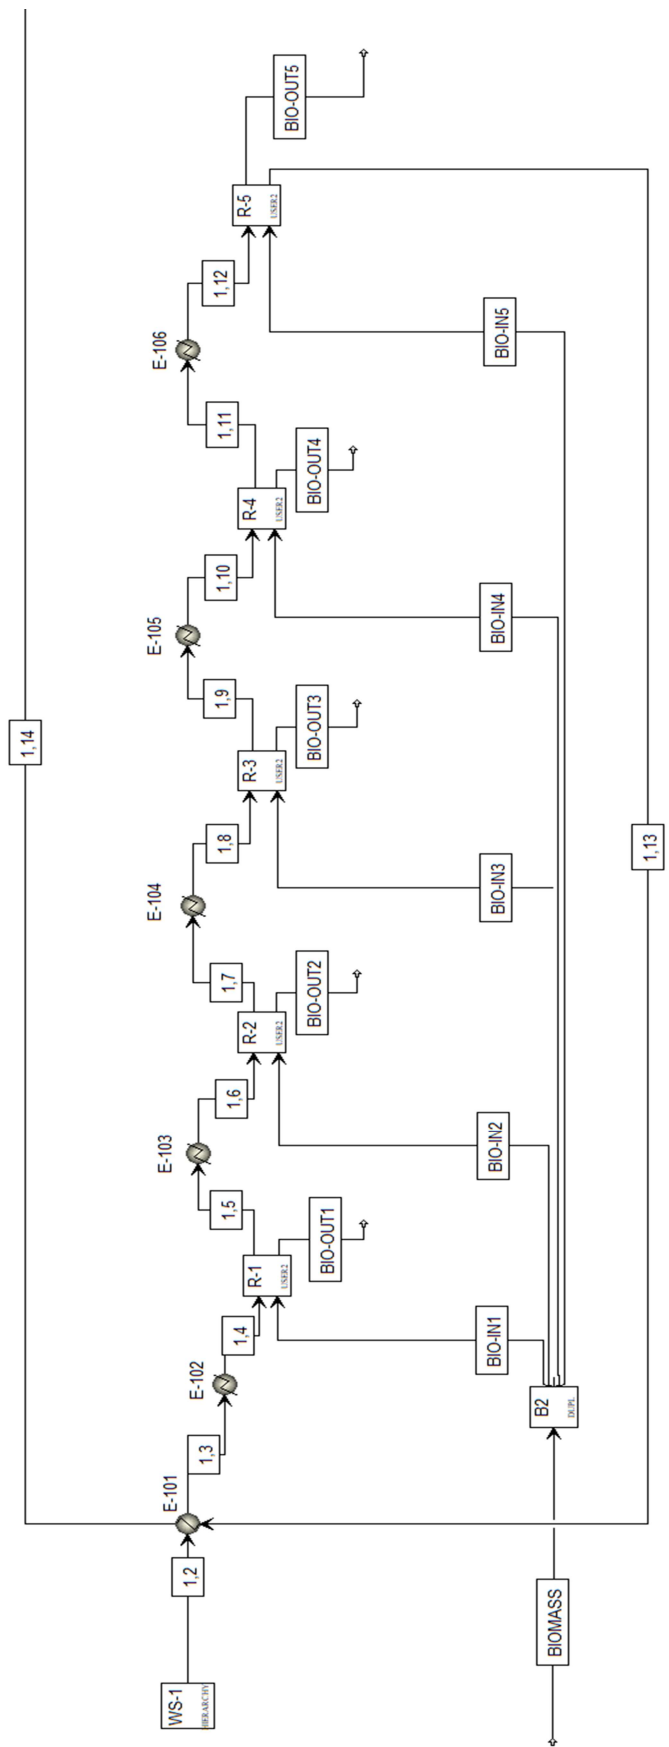 WS-1
HIERARCHY
1,2
E-101
1,3
E-102
1,4
R-1
USER2
1,5
E-103
1,6
R-2
USER2
1,7
E-104
1,8
R-3
USER2
1,9
E-105
1,10
R-4
USER2
1,11
E-106
1,12
R-5
USER2
1,14
BIO-OUT1
BIO-OUT2
BIO-OUT3
BIO-OUT4
BIO-OUT5
BIO-IN1
BIO-IN2
BIO-IN3
BIO-IN4
BIO-IN5
BIOMASS
B2
DUPL
1,13